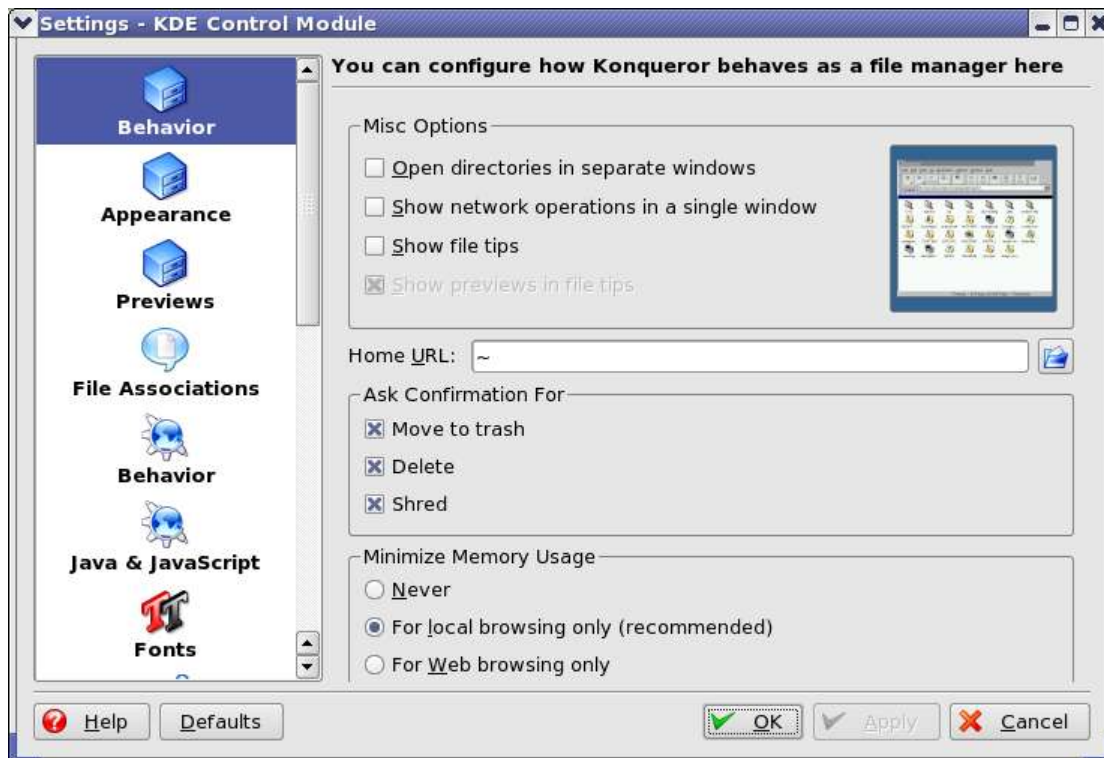 Settings - KDE Control Module
Behavior
Appearance
Previews
File Associations
Behavior
Java & JavaScript
Fonts
You can configure how Konqueror behaves as a file manager here
Misc Options
Open directories in separate windows
Show network operations in a single window
Show file tips
Show previews in file tips
Home URL: ~
Ask Confirmation For
Move to trash
Delete
Shred
Minimize Memory Usage
Never
For local browsing only (recommended)
For Web browsing only
Help
Defaults
OK
Apply
Cancel